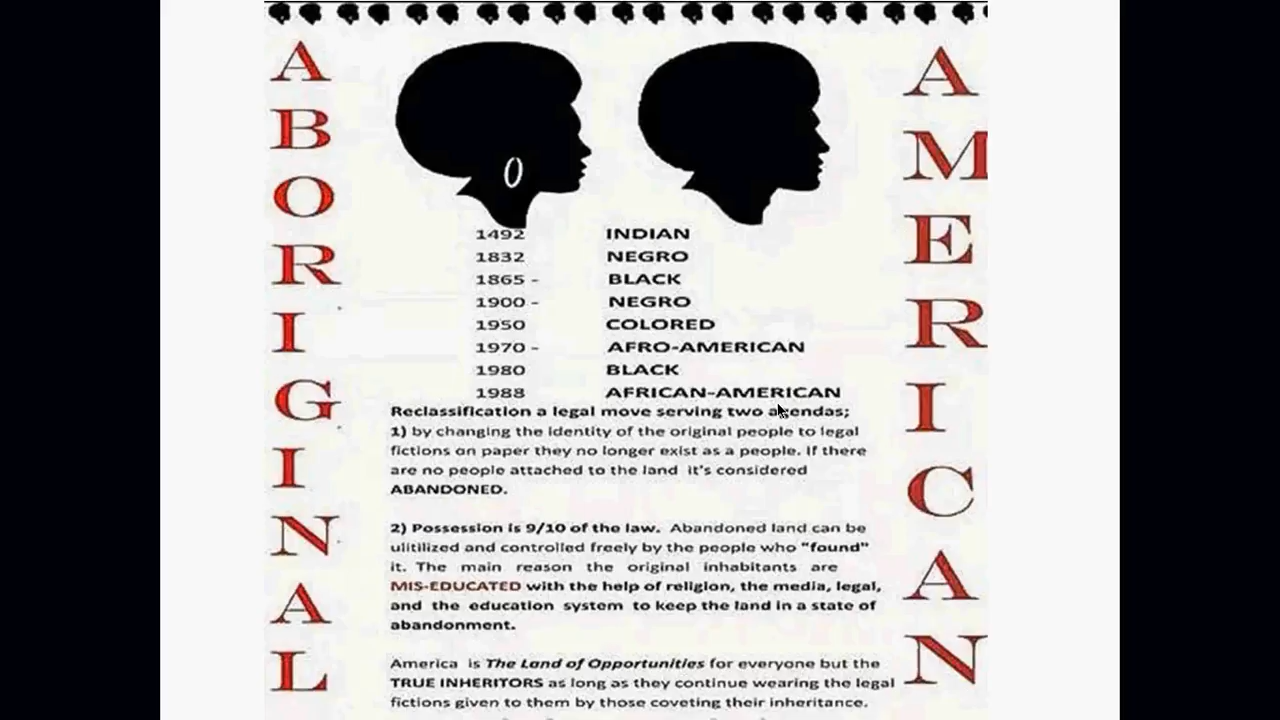 ABORIGINAL
AMERICAN
1492 INDIAN
1832 NEGRO
1865 - BLACK
1900 - NEGRO
1950 COLORED
1970 - AFRO-AMERICAN
1980 BLACK
1988 AFRICAN-AMERICAN
Reclassification a legal move serving two agendas;
1) by changing the identity of the original people to legal
fictions on paper they no longer exist as a people. If there
are no people attached to the land it's considered
ABANDONED.
2) Possession is 9/10 of the law. Abandoned land can be
ulitilized and controlled freely by the people who "found"
it. The main reason the original inhabitants are
MIS-EDUCATED with the help of religion, the media, legal,
and the education system to keep the land in a state of
abandonment.
America is The Land of Opportunities for everyone but the
TRUE INHERITORS as long as they continue wearing the legal
fictions given to them by those coveting their inheritance.